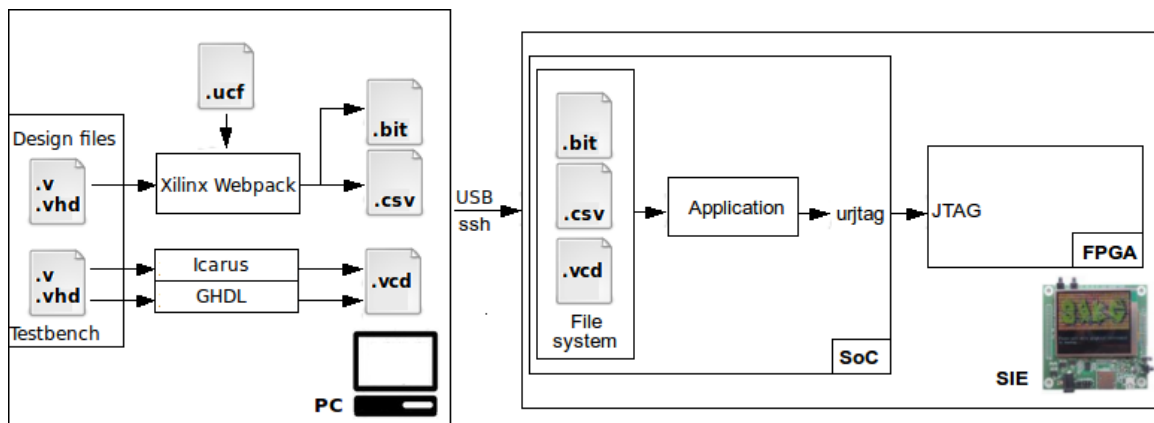 .ucf
Design files
.v
.vhd
Xilinx Webpack
.bit
.csv
.v
.vhd
Testbench
Icarus
GHDL
.vcd
PC
USB
ssh
.bit
.csv
.vcd
File
system
Application
urjtag
SoC
JTAG
FPGA
SIE